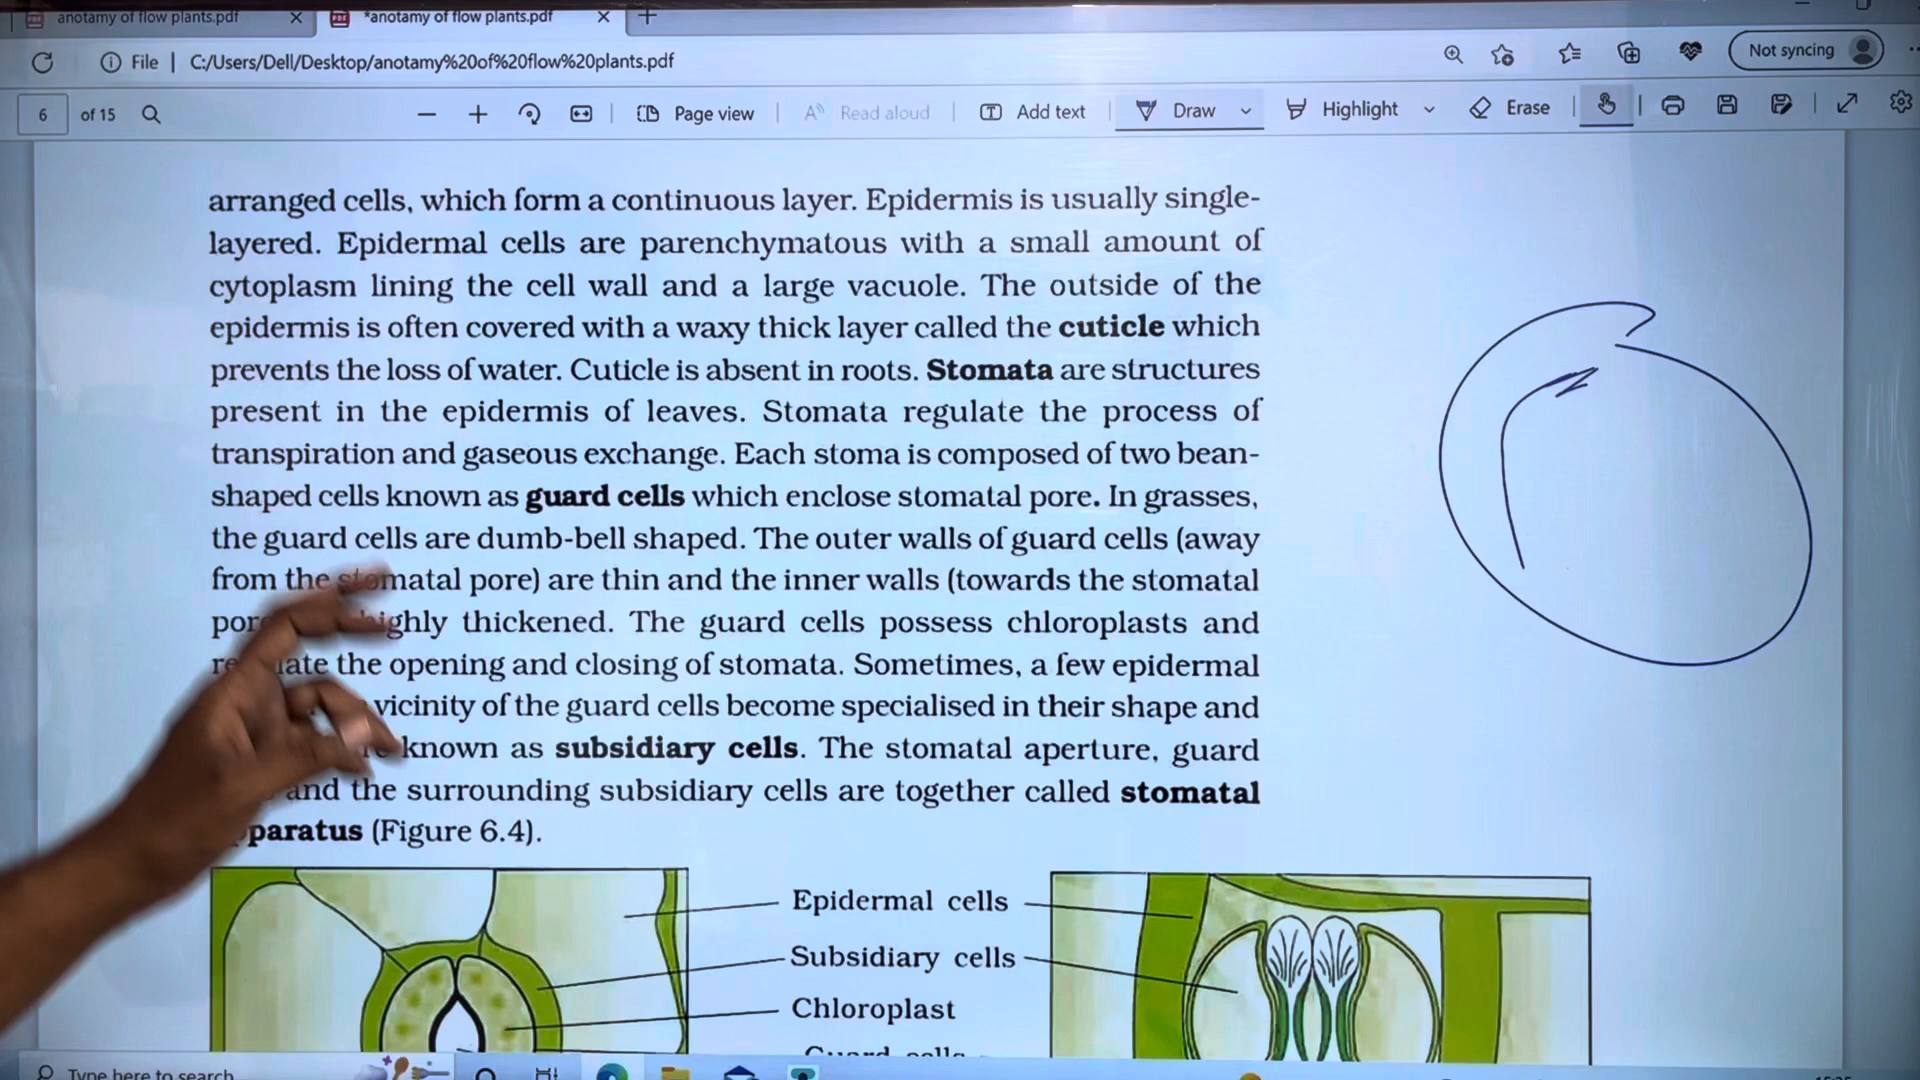 anotamy of flow plants.pdf
*anotamy of flow plants.pdf
File
C:/Users/Dell/Desktop/anotamy%20of%20flow%20plants.pdf
Not syncing
6 of 15
Page view
Read aloud
Add text
Draw
Highlight
Erase
arranged cells, which form a continuous layer. Epidermis is usually single-
layered. Epidermal cells are parenchymatous with a small amount of
cytoplasm lining the cell wall and a large vacuole. The outside of the
epidermis is often covered with a waxy thick layer called the cuticle which
prevents the loss of water. Cuticle is absent in roots. Stomata are structures
present in the epidermis of leaves. Stomata regulate the process of
transpiration and gaseous exchange. Each stoma is composed of two bean-
shaped cells known as guard cells which enclose stomatal pore. In grasses,
the guard cells are dumb-bell shaped. The outer walls of guard cells (away
from the stomatal pore) are thin and the inner walls (towards the stomatal
highly thickened. The guard cells possess chloroplasts and
the opening and closing of stomata. Sometimes, a few epidermal
vicinity of the guard cells become specialised in their shape and
known as subsidiary cells. The stomatal aperture, guard
and the surrounding subsidiary cells are together called stomatal
apparatus (Figure 6.4).
Epidermal cells
Subsidiary cells
Chloroplast
Guard cells
Type here to search